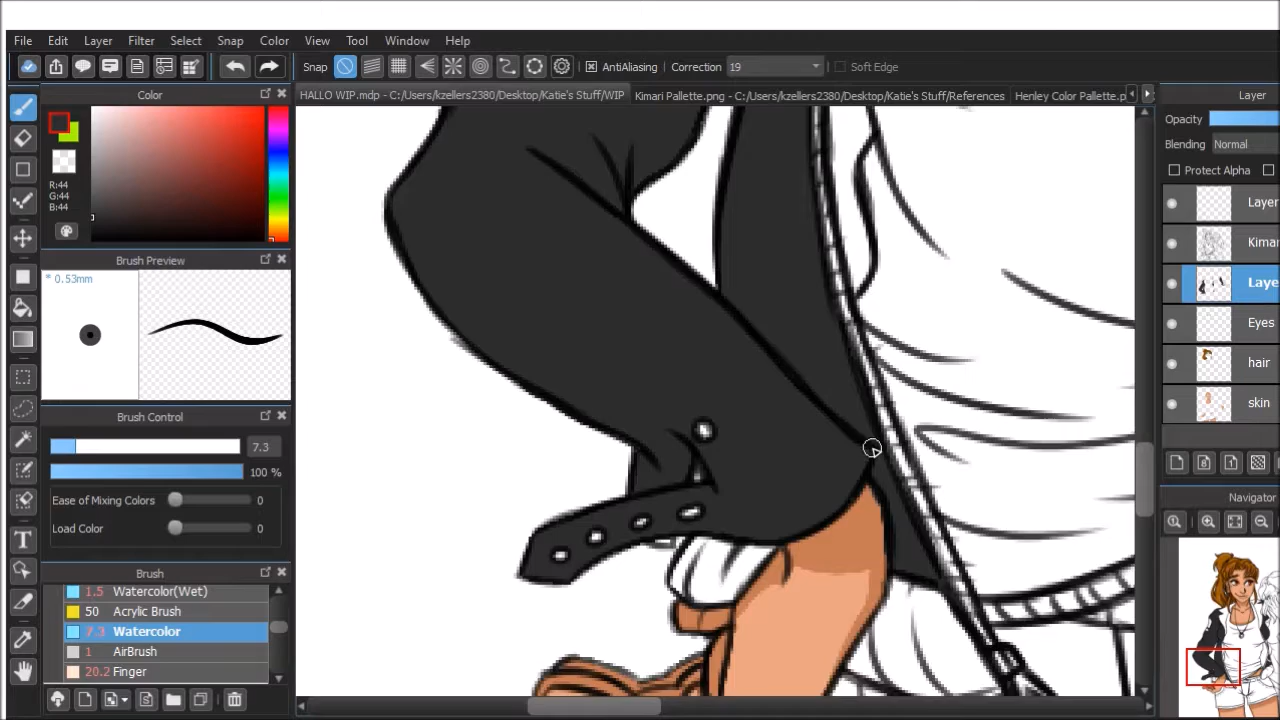 File Edit Layer Filter Select Snap Color View Tool Window Help
Snap AntiAliasing Correction 19 Soft Edge
Color
HALLO WIP.mdp - C:/Users/kzellers2380/Desktop/Katie's Stuff/WIP
Kimari Pallette.png - C:/Users/kzellers2380/Desktop/Katie's Stuff/References
Henley Color Pallette.p
Layer
Opacity
Blending Normal
Protect Alpha
R:44
G:44
B:44
Brush Preview
* 0.53mm
Brush Control
7.3
100 %
Ease of Mixing Colors 0
Load Color 0
Brush
1.5 Watercolor(Wet)
50 Acrylic Brush
7.3 Watercolor
1 AirBrush
20.2 Finger
Layer
Kimar
Laye
Eyes
hair
skin
Navigator